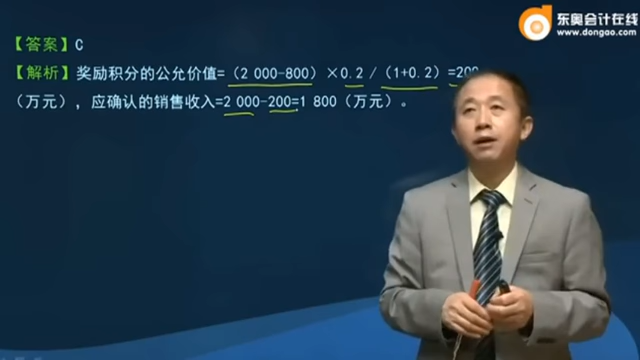 东奥会计在线
www.dongao.com
【答案】C
【解析】奖励积分的公允价值=（2 000-800）×0.2/（1+0.2）=200
（万元），应确认的销售收入=2 000-200=1 800（万元）。